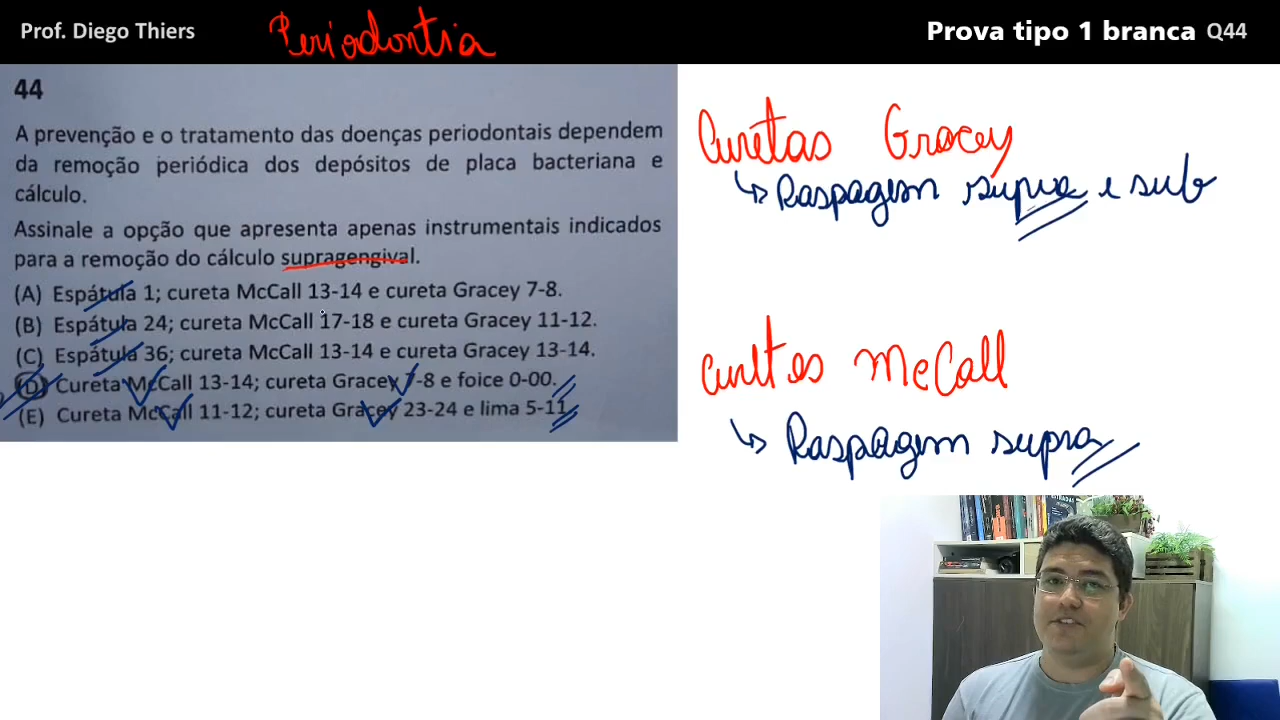 Prof. Diego Thiers
Periodontia
Prova tipo 1 branca Q44
44
A prevenção e o tratamento das doenças periodontais dependem
da remoção periódica dos depósitos de placa bacteriana e
cálculo.
Assinale a opção que apresenta apenas instrumentais indicados
para a remoção do cálculo supragengival.
(A) Espátula 1; cureta McCall 13-14 e cureta Gracey 7-8.
(B) Espátula 24; cureta McCall 17-18 e cureta Gracey 11-12.
(C) Espátula 36; cureta McCall 13-14 e cureta Gracey 13-14.
(D) Cureta McCall 13-14; cureta Gracey 7-8 e foice 0-00.
(E) Cureta McCall 11-12; cureta Gracey 23-24 e lima 5-11.
Curetas Gracey
Raspagem supra e sub
McCall
Raspagem supra